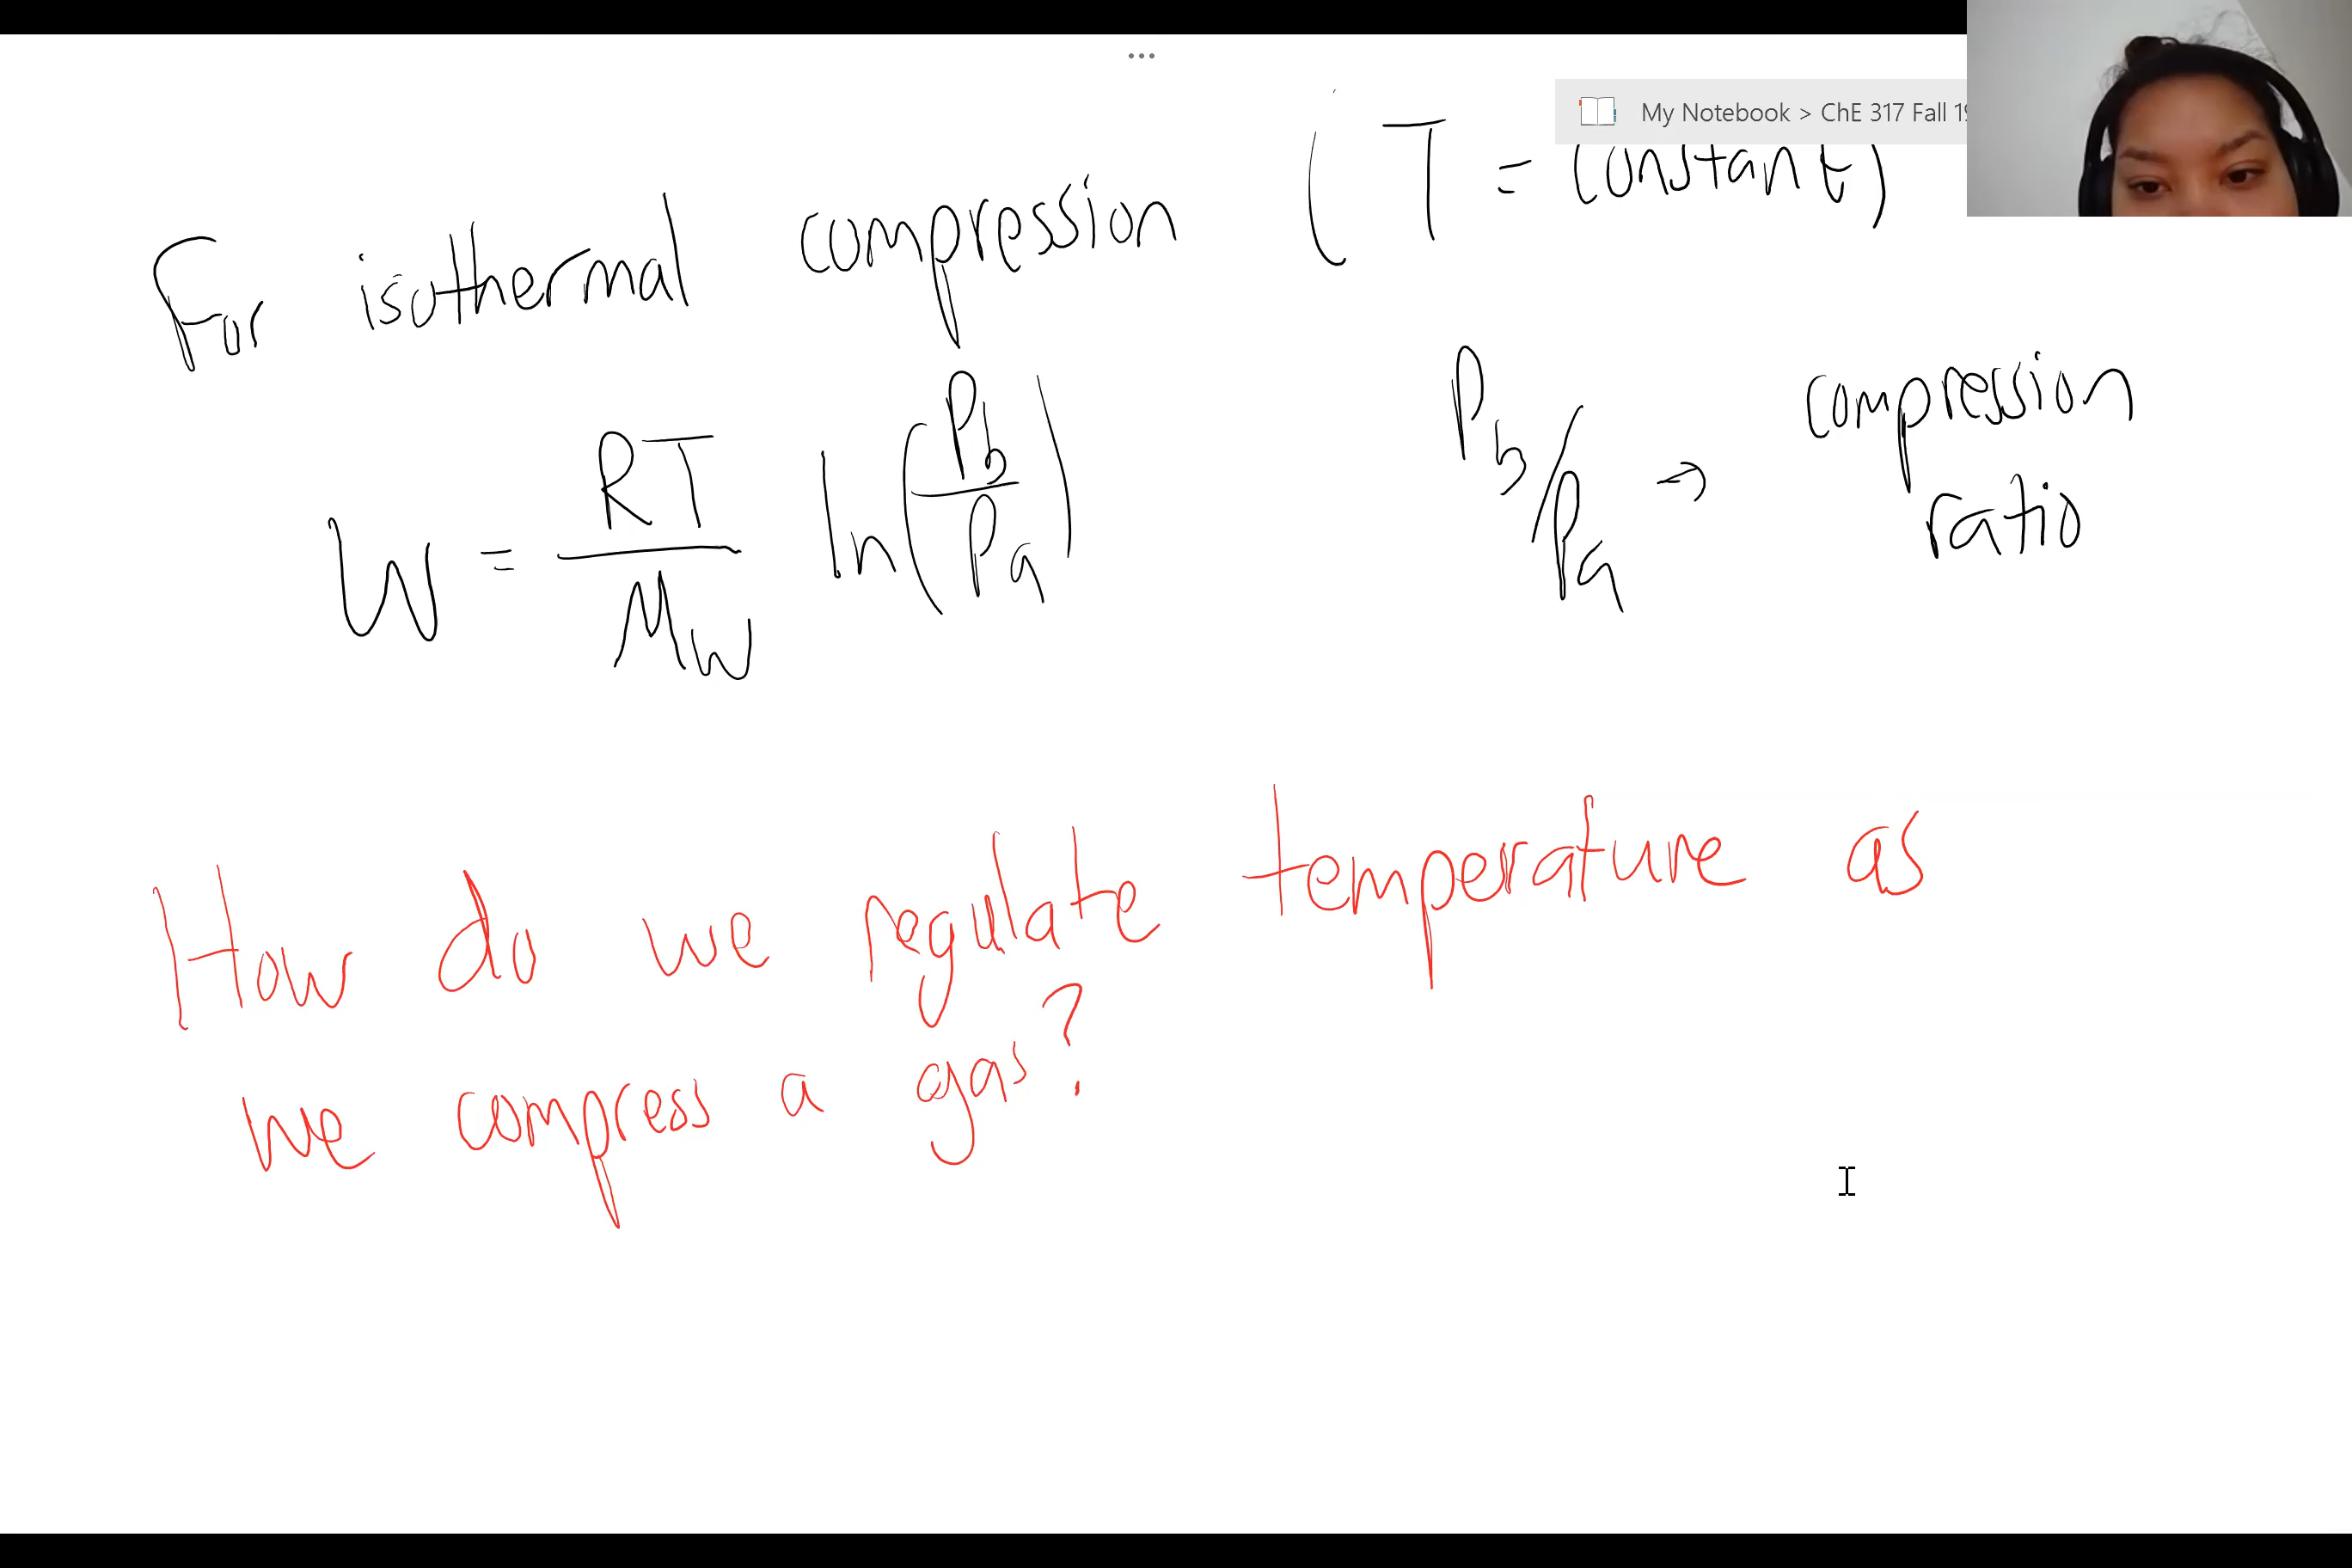 My Notebook > ChE 317 Fall 19
For isothermal compression (T = constant)
W = RT/Mw ln(Pb/Pa)
Pb/Pa → compression
ratio
How do we regulate temperature as
we compress a gas?